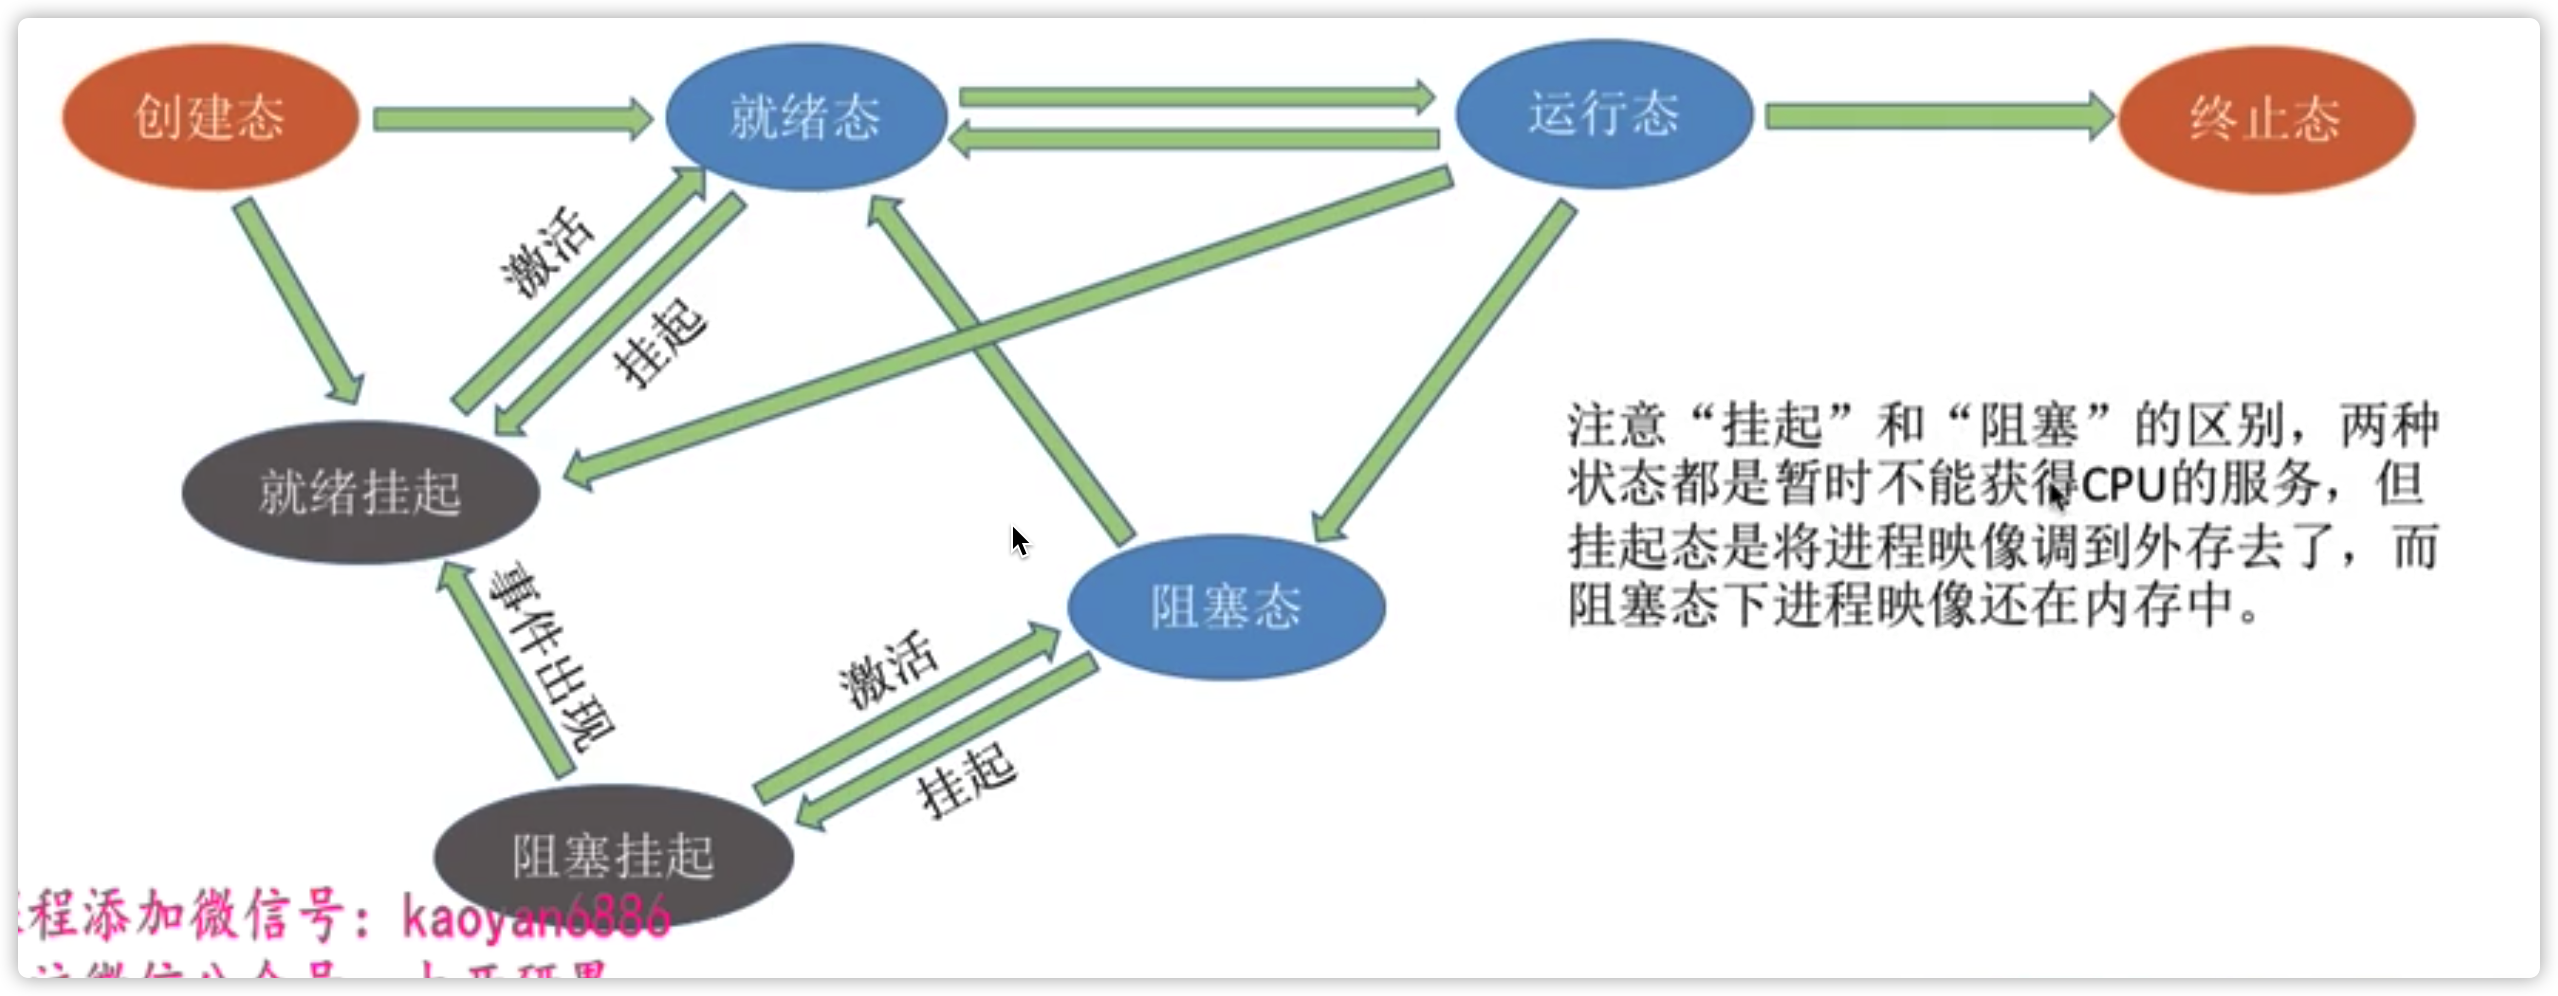 创建态
就绪态
运行态
终止态
激活
挂起
就绪挂起
注意“挂起”和“阻塞”的区别，两种
状态都是暂时不能获得CPU的服务，但
挂起态是将进程映像调到外存去了，而
阻塞态下进程映像还在内存中。
事件出现
阻塞态
激活
挂起
阻塞挂起
程添加微信号：kaoyan6886